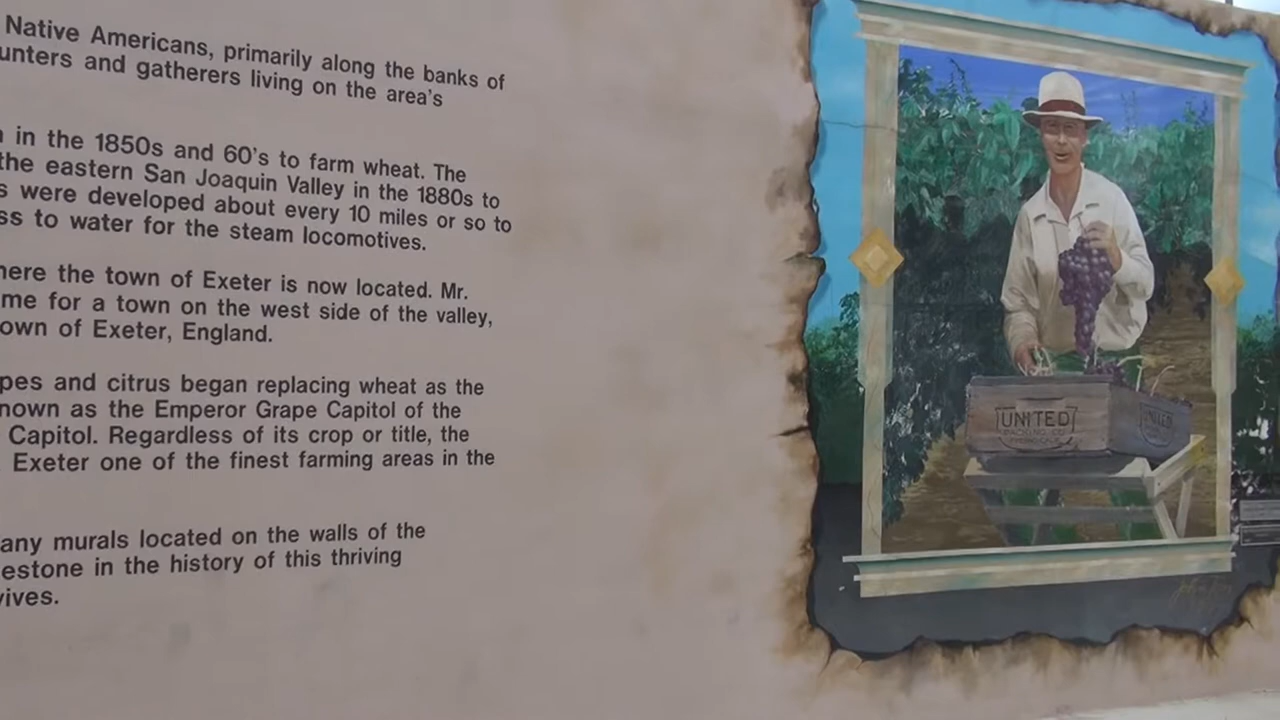 Native Americans, primarily along the banks of
unters and gatherers living on the area's
in the 1850s and 60's to farm wheat. The
the eastern San Joaquin Valley in the 1880s to
s were developed about every 10 miles or so to
ss to water for the steam locomotives.
here the town of Exeter is now located. Mr.
me for a town on the west side of the valley,
own of Exeter, England.
pes and citrus began replacing wheat as the
nown as the Emperor Grape Capitol of the
Capitol. Regardless of its crop or title, the
Exeter one of the finest farming areas in the
any murals located on the walls of the
estone in the history of this thriving
vives.
UNITED
PACKING CO.
UNITED